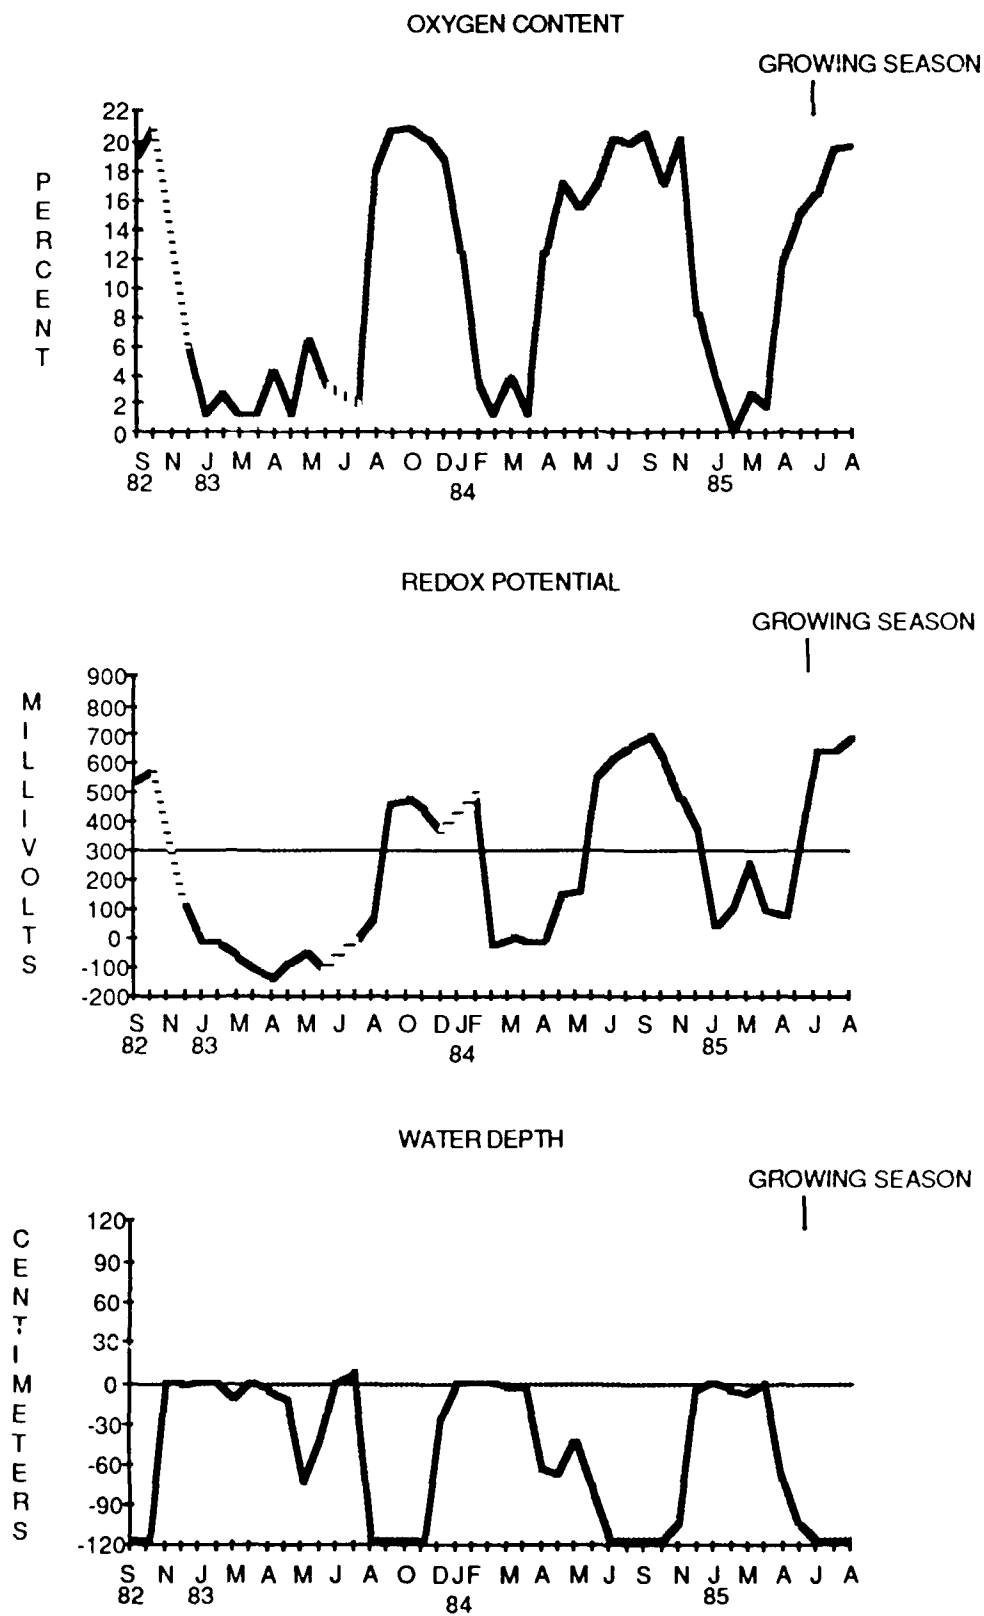 OXYGEN CONTENT
GROWING SEASON
PERCENT
22
20
18
16
14
12
10
8
6
4
2
0
S N J M A M J A O D J F M A M J S N J M A J A
82 83 84 85
REDOX POTENTIAL
GROWING SEASON
MILLIVOLTS
900
800
700
600
500
400
300
200
100
0
-100
-200
S N J M A M J A O D J F M A M J S N J M A J A
82 83 84 85
WATER DEPTH
GROWING SEASON
CENTIMETERS
120
90
60
30
0
-30
-60
-90
-120
S N J M A M J A O D J F M A M J S N J M A J A
82 83 84 85